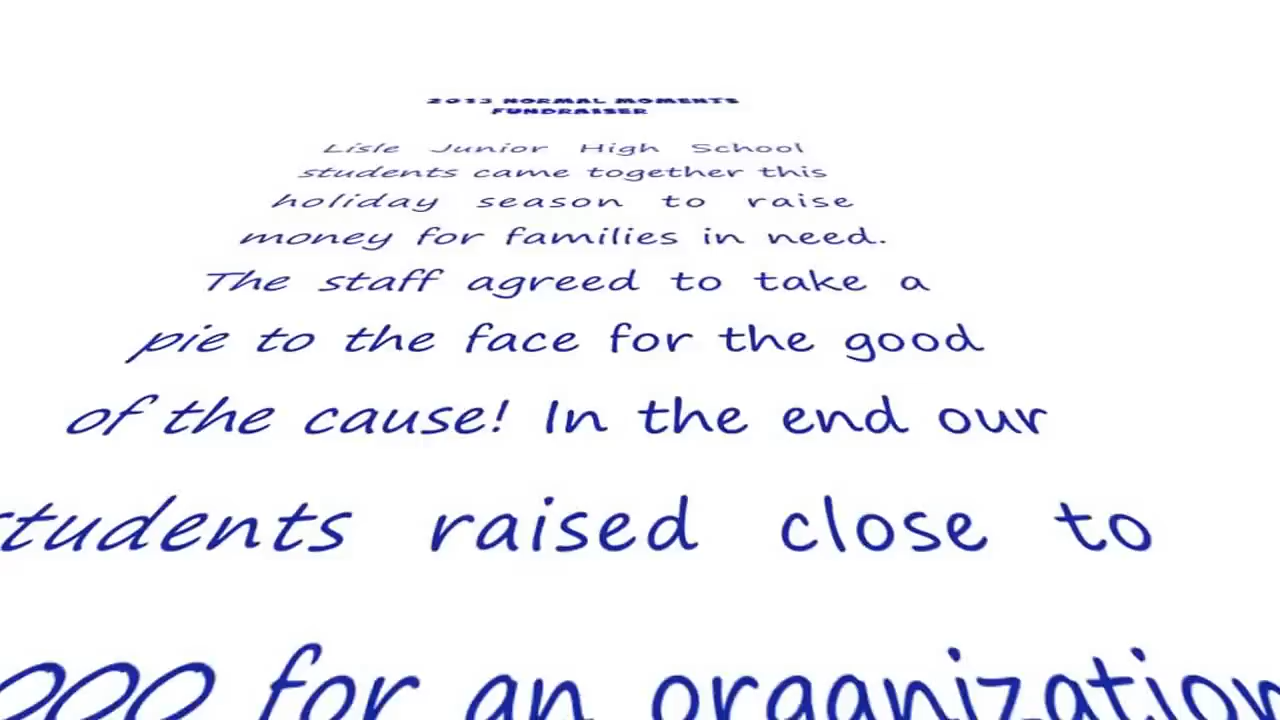 2013 NORMAL MOMENTS
FUNDRAISER
Lisle Junior High School
students came together this
holiday season to raise
money for families in need.
The staff agreed to take a
pie to the face for the good
of the cause! In the end our
students raised close to
for an organization